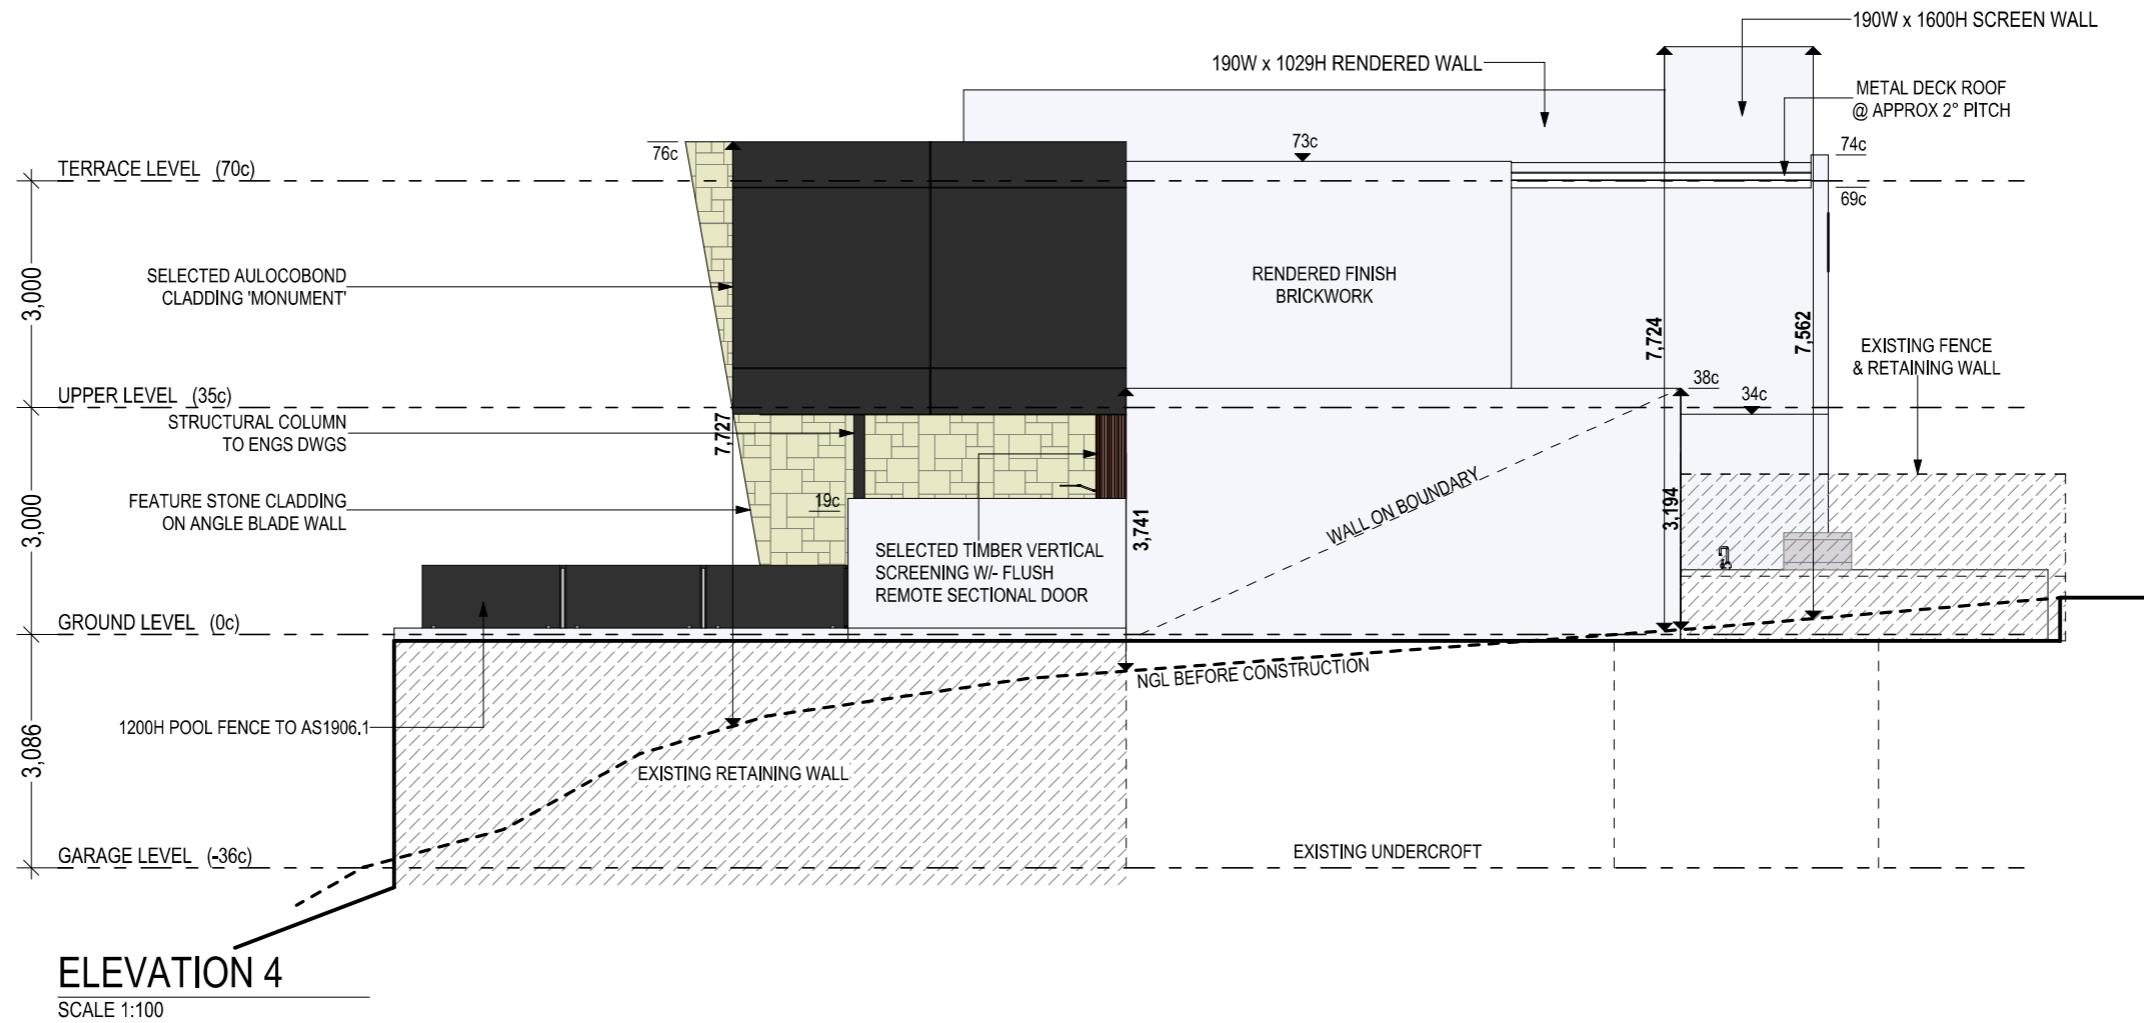 190W x 1600H SCREEN WALL
190W x 1029H RENDERED WALL
METAL DECK ROOF
@ APPROX 2° PITCH
73c
74c
76c
TERRACE LEVEL (70c)
69c
3,000
SELECTED AULOCOBOND
CLADDING 'MONUMENT'
RENDERED FINISH
BRICKWORK
7,724
7,562
EXISTING FENCE
& RETAINING WALL
38c
34c
UPPER LEVEL (35c)
STRUCTURAL COLUMN
TO ENGS DWGS
7,727
FEATURE STONE CLADDING
ON ANGLE BLADE WALL
19c
3,000
WALL ON BOUNDARY
3,741
3,194
SELECTED TIMBER VERTICAL
SCREENING W/- FLUSH
REMOTE SECTIONAL DOOR
GROUND LEVEL (0c)
NGL BEFORE CONSTRUCTION
1200H POOL FENCE TO AS1906.1
3,086
EXISTING RETAINING WALL
GARAGE LEVEL (-36c)
EXISTING UNDERCROFT
ELEVATION 4
SCALE 1:100